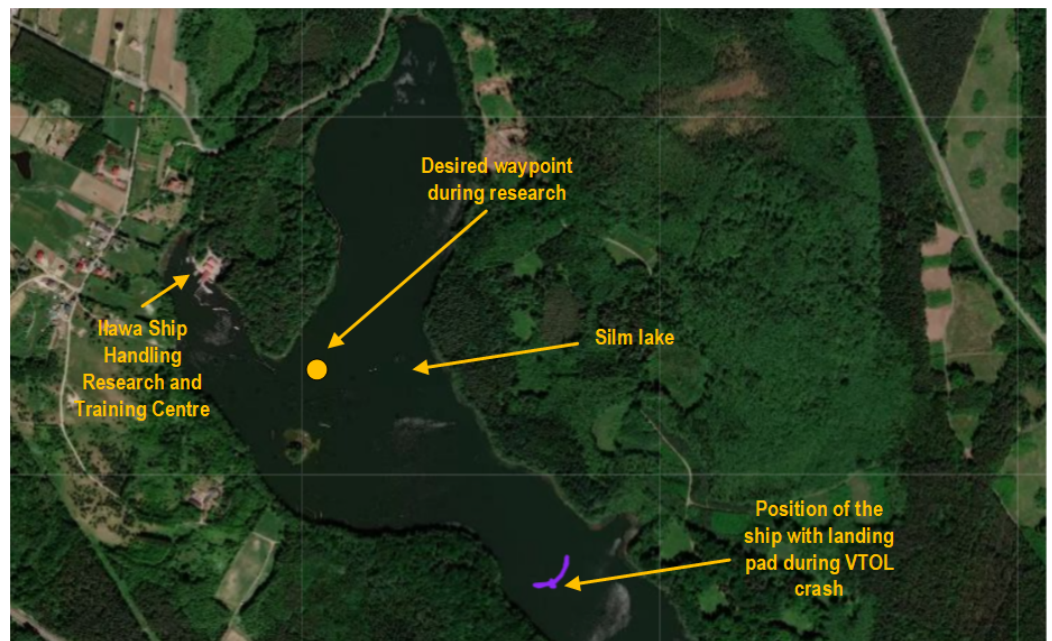 Desired waypoint
during research
Ilawa Ship
Handling
Research and
Training Centre
Silm lake
Position of the
ship with landing
pad during VTOL
crash